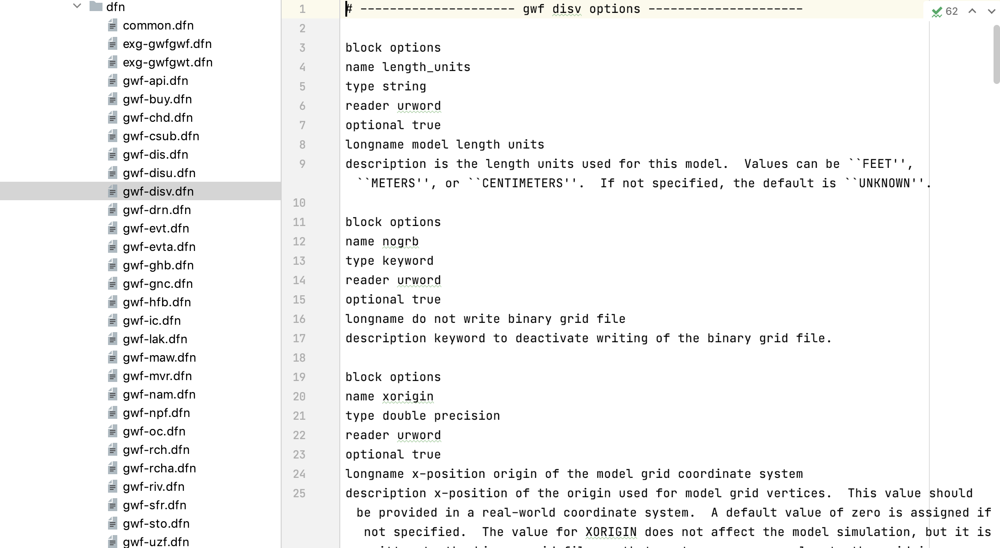 dfn
common.dfn
exg-gwfgwf.dfn
exg-gwfgwt.dfn
gwf-api.dfn
gwf-buy.dfn
gwf-chd.dfn
gwf-csub.dfn
gwf-dis.dfn
gwf-disu.dfn
gwf-disv.dfn
gwf-drn.dfn
gwf-evt.dfn
gwf-evta.dfn
gwf-ghb.dfn
gwf-gnc.dfn
gwf-hfb.dfn
gwf-ic.dfn
gwf-lak.dfn
gwf-maw.dfn
gwf-mvr.dfn
gwf-nam.dfn
gwf-npf.dfn
gwf-oc.dfn
gwf-rch.dfn
gwf-rcha.dfn
gwf-riv.dfn
gwf-sfr.dfn
gwf-sto.dfn
gwf-uzf.dfn
1 # --------------------- gwf disv options ---------------------
62
2
3 block options
4 name length_units
5 type string
6 reader urword
7 optional true
8 longname model length units
9 description is the length units used for this model.  Values can be ``FEET'',
``METERS'', or ``CENTIMETERS''.  If not specified, the default is ``UNKNOWN''.
10
11 block options
12 name nogrb
13 type keyword
14 reader urword
15 optional true
16 longname do not write binary grid file
17 description keyword to deactivate writing of the binary grid file.
18
19 block options
20 name xorigin
21 type double precision
22 reader urword
23 optional true
24 longname x-position origin of the model grid coordinate system
25 description x-position of the origin used for model grid vertices.  This value should
be provided in a real-world coordinate system.  A default value of zero is assigned if
not specified.  The value for XORIGIN does not affect the model simulation, but it is